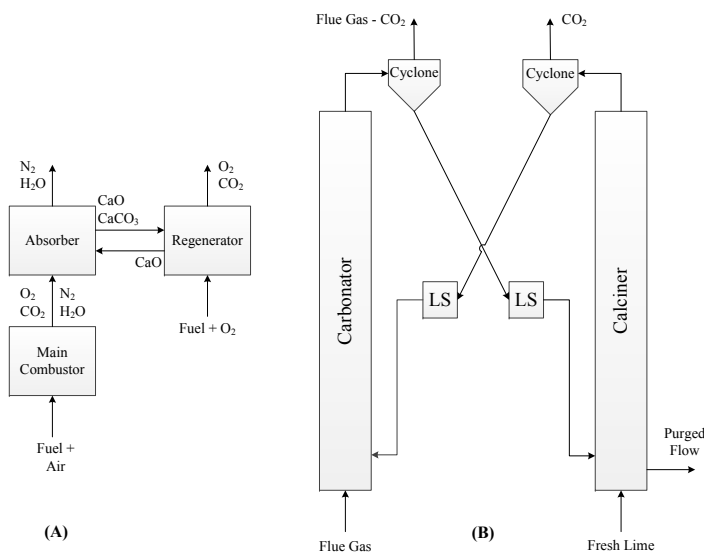 N₂
H₂O
O₂
CO₂
CaO
CaCO₃
Absorber
Regenerator
CaO
O₂
CO₂
N₂
H₂O
Fuel + O₂
Main
Combustor
Fuel +
Air
(A)
Flue Gas - CO₂
CO₂
Cyclone
Cyclone
Carbonator
LS
LS
Calciner
Purged
Flow
Flue Gas
(B)
Fresh Lime